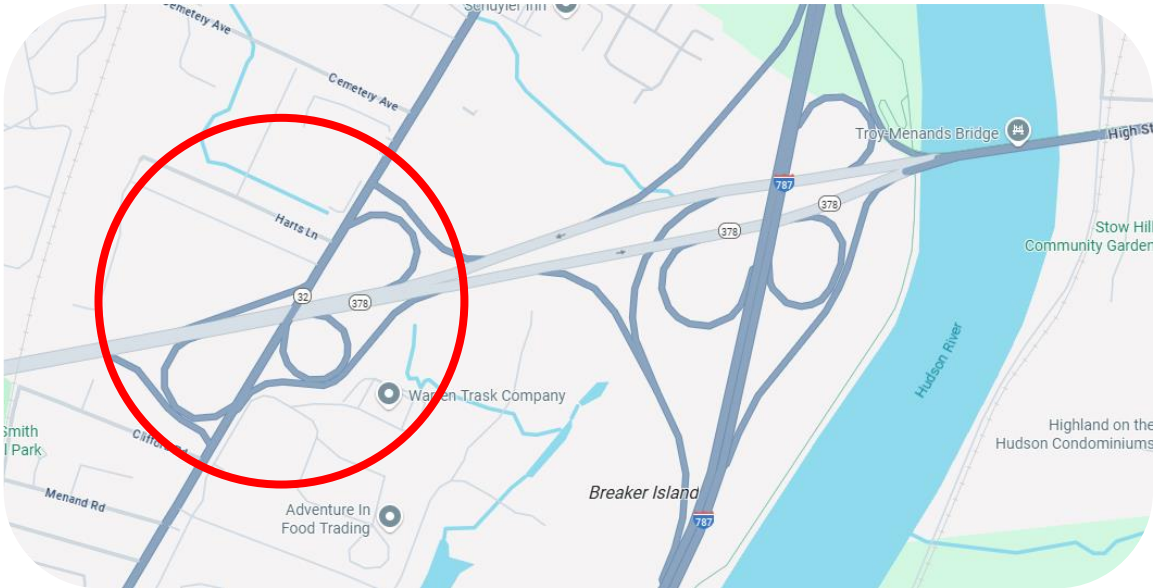 Schuyler Inn
Cemetery Ave
Cemetery Ave
Troy-Menands Bridge
High St
787
378
378
Harts Ln
Stow Hill
Community Garden
32
378
Hudson River
Warren Trask Company
Smith
l Park
Clifford Rd
Highland on the
Hudson Condominiums
Menand Rd
Breaker Island
Adventure In
Food Trading
787